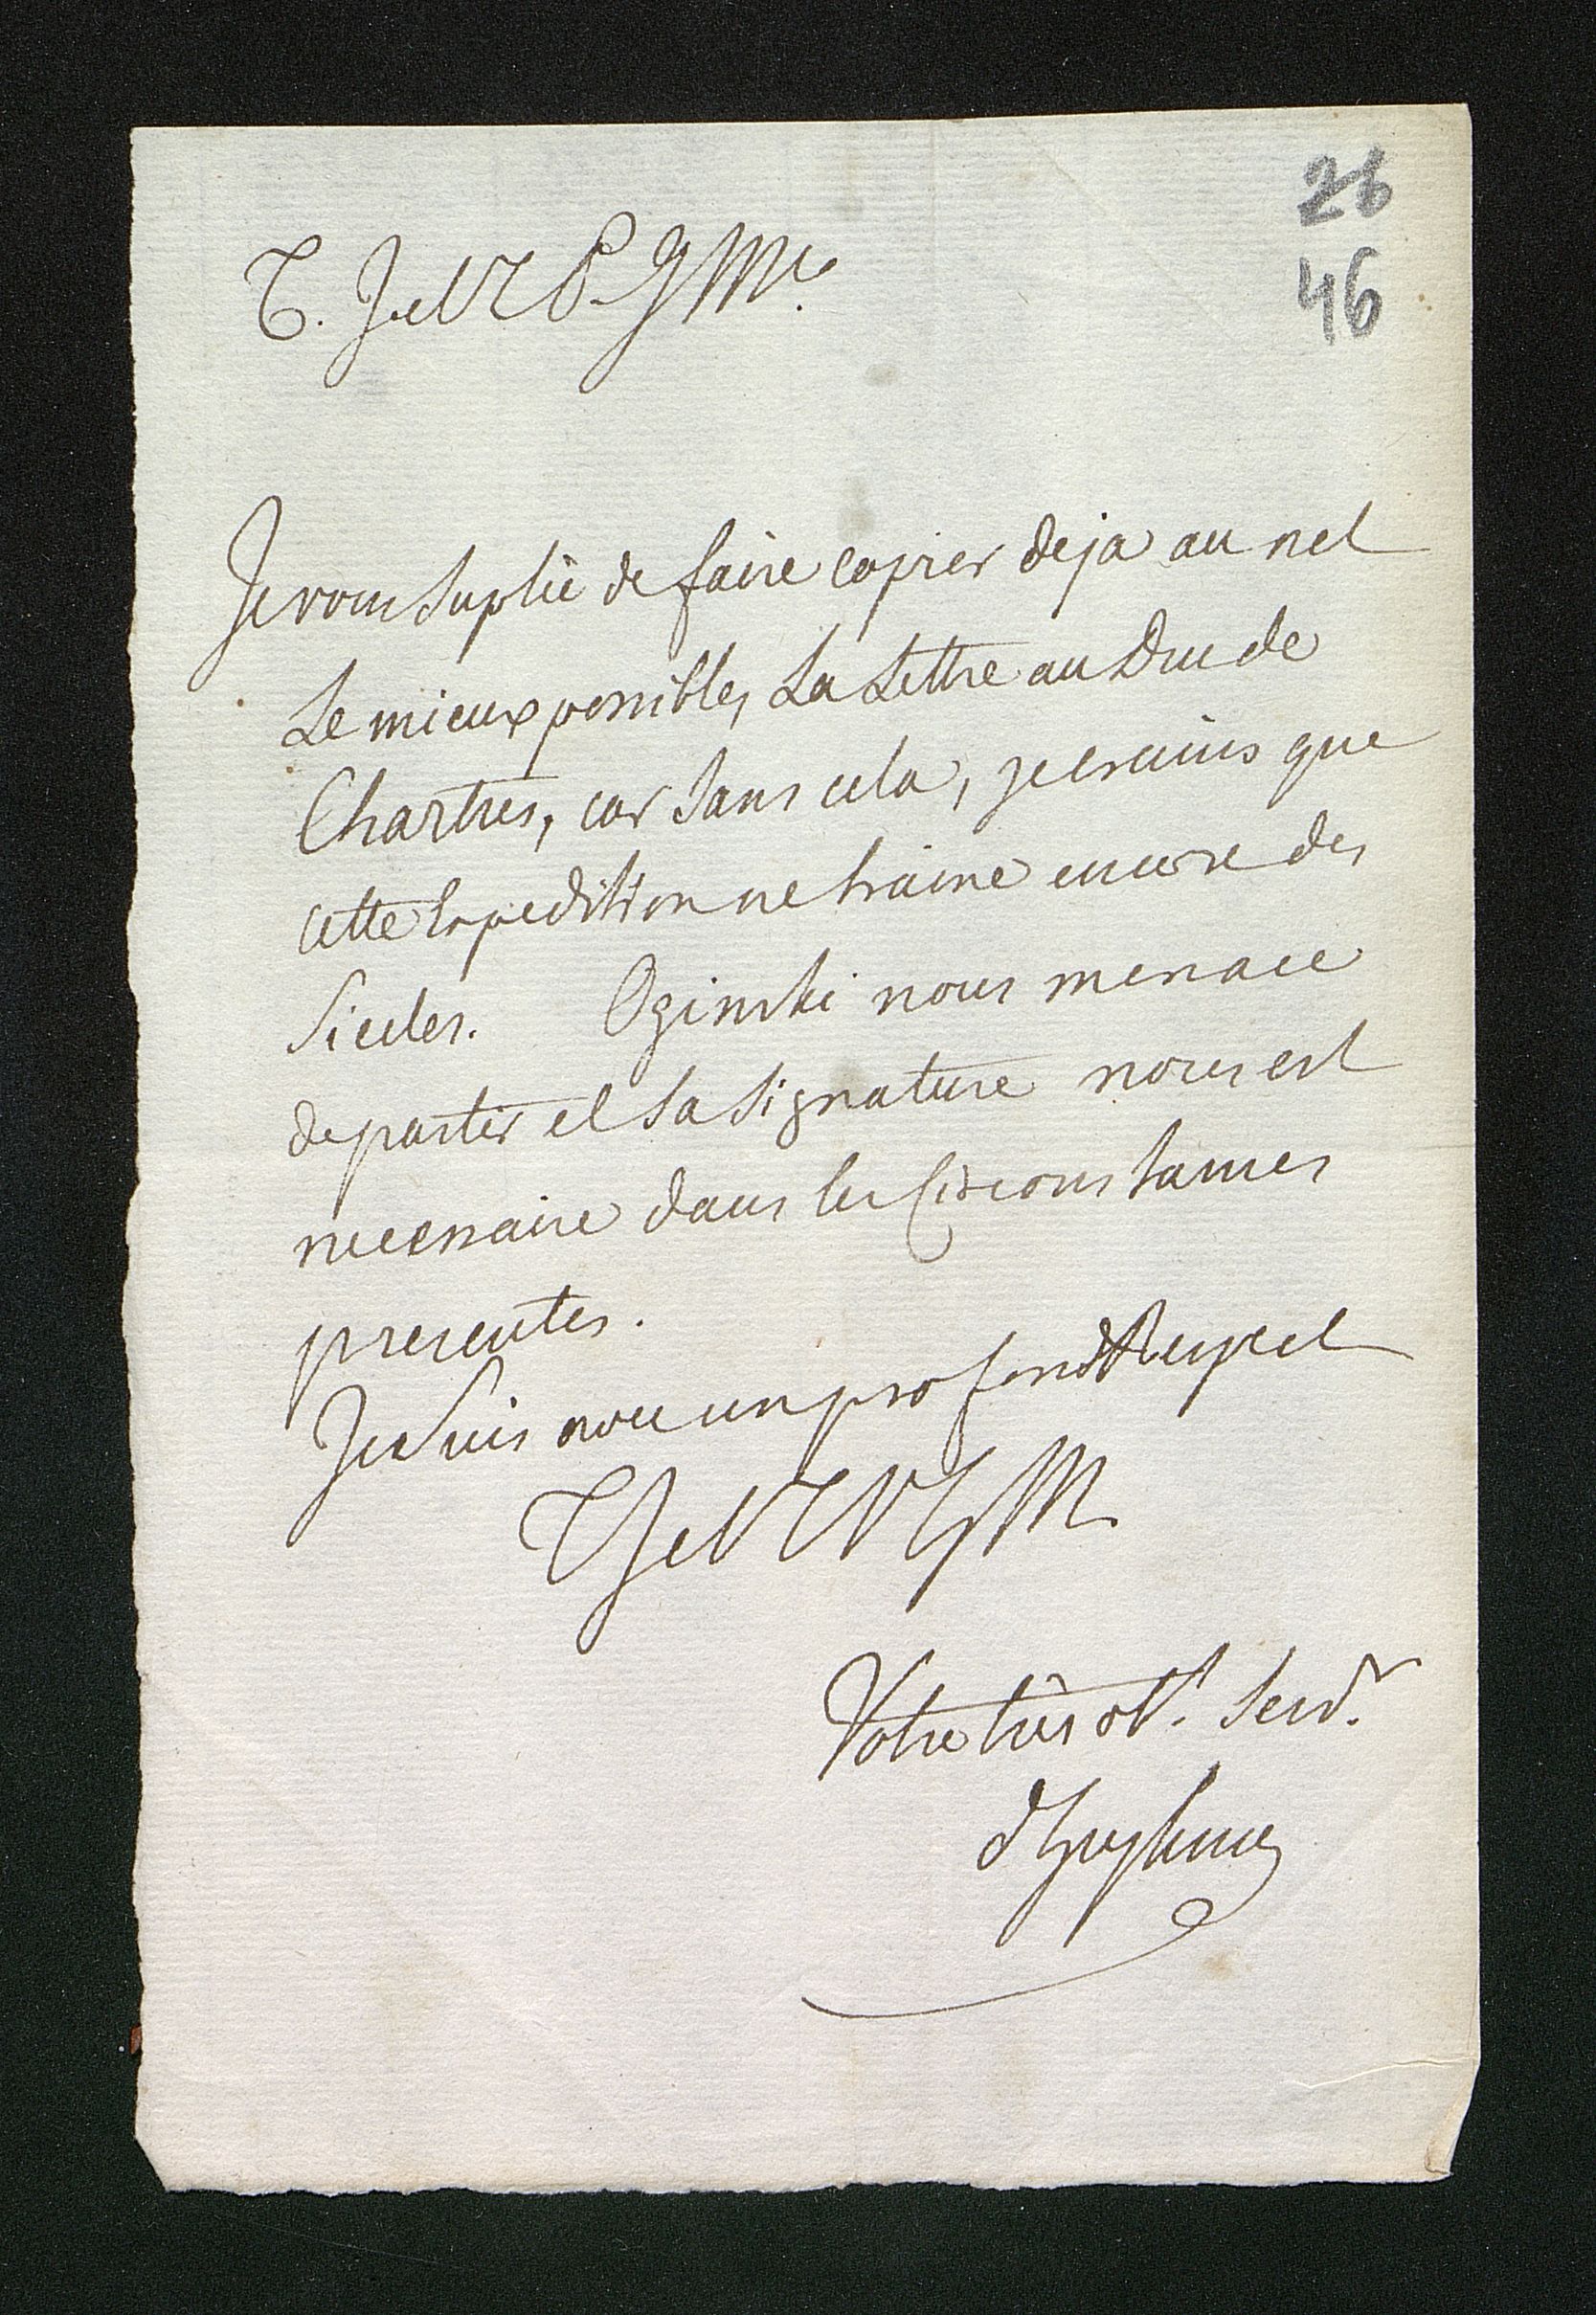 26
46
T. Ill. & R. P. G. M.
Je vous suplie de faire copier deja au net
Le mieux possible, La Lettre au Duc de
Chartres, car sans cela, je crains que
cette Expedition ne traine encore des
Siecles. Oginski nous menace
de partir et sa signature nous est
necessaire dans les Circonstances
presentes.
Je suis avec un profond Respect
Votre très ob. Serv.